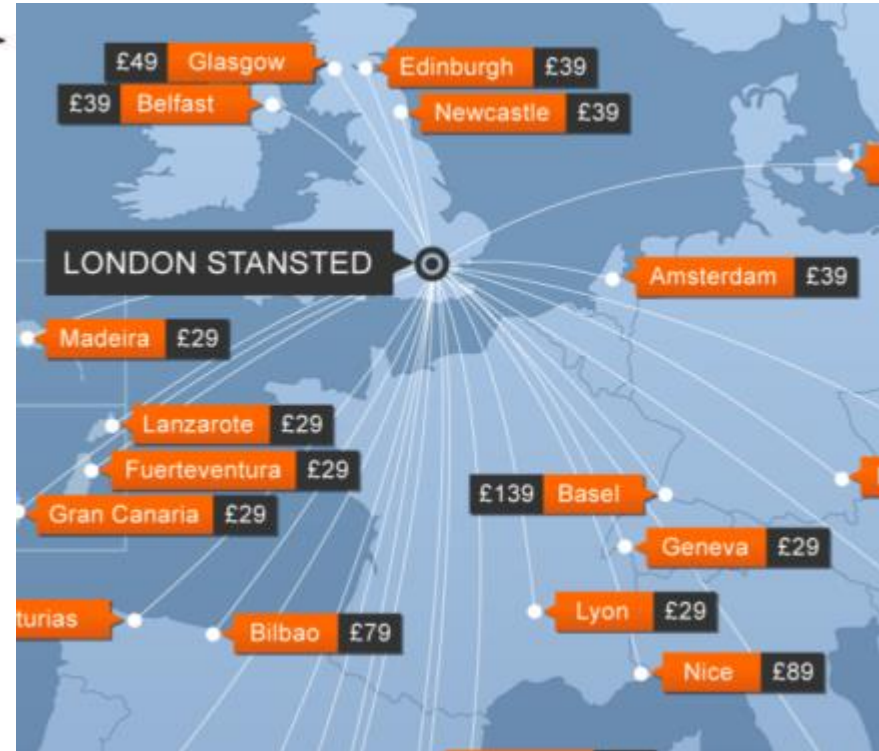 £49 Glasgow
Edinburgh £39
£39 Belfast
Newcastle £39
LONDON STANSTED
Amsterdam £39
Madeira £29
Lanzarote £29
Fuerteventura £29
£139 Basel
Gran Canaria £29
Geneva £29
turias
Lyon £29
Bilbao £79
Nice £89